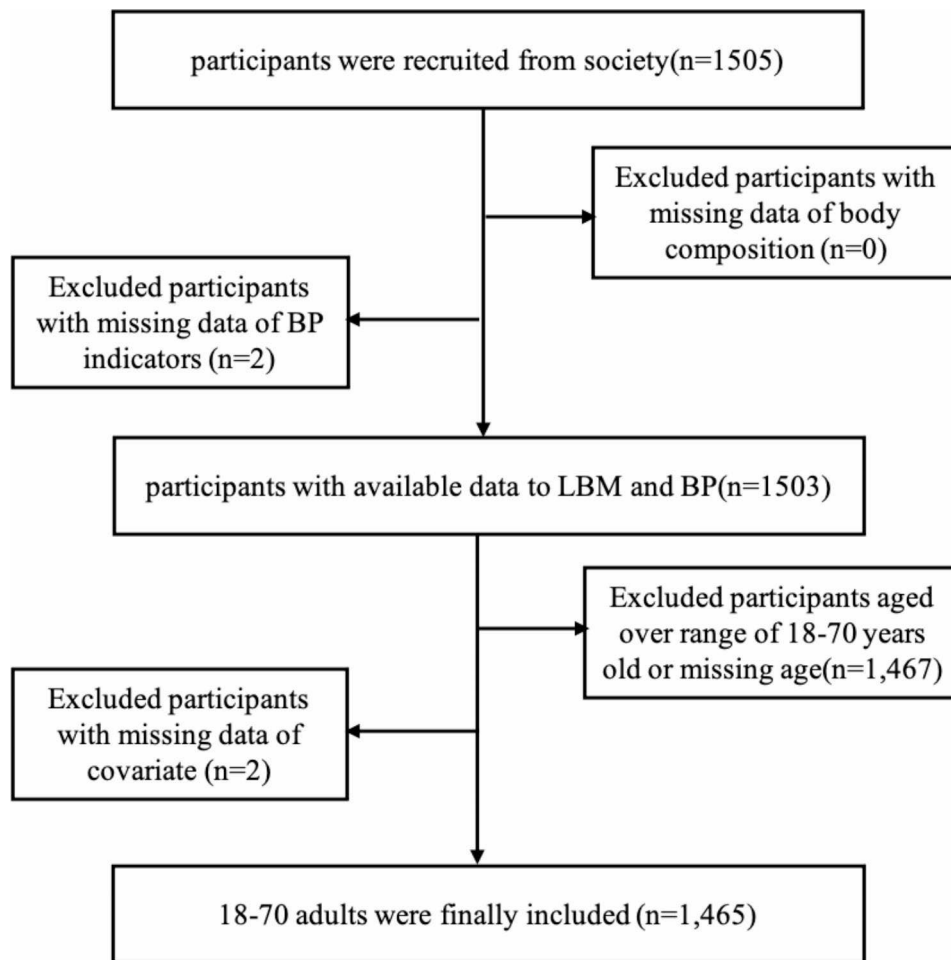 participants were recruited from society(n=1505)
Excluded participants with
missing data of body
composition (n=0)
Excluded participants
with missing data of BP
indicators (n=2)
participants with available data to LBM and BP(n=1503)
Excluded participants aged
over range of 18-70 years
old or missing age(n=1,467)
Excluded participants
with missing data of
covariate (n=2)
18-70 adults were finally included (n=1,465)